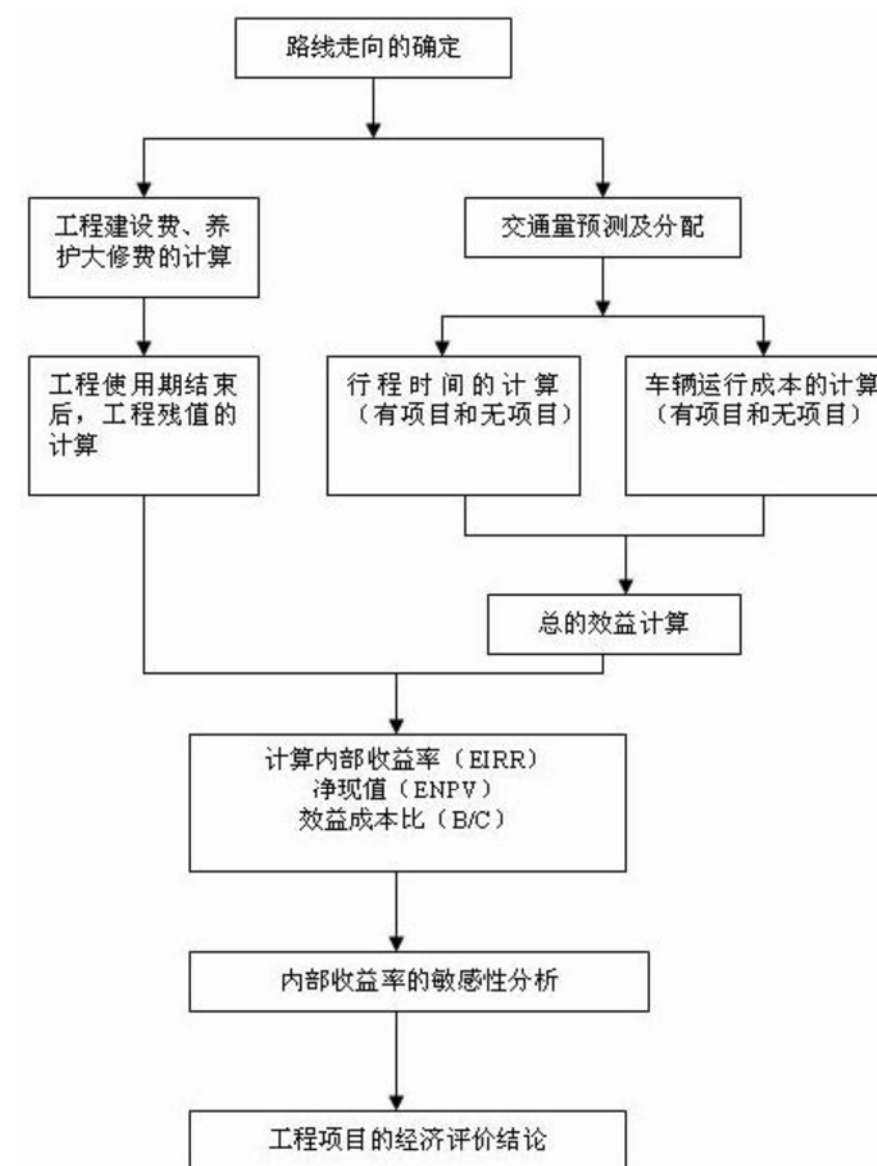 路线走向的确定
工程建设费、养
护大修费的计算
交通量预测及分配
工程使用期结束
后，工程残值的
计算
行程时间的计算
（有项目和无项目）
车辆运行成本的计算
（有项目和无项目）
总的效益计算
计算内部收益率（EIRR）
净现值（ENPV）
效益成本比（B/C）
内部收益率的敏感性分析
工程项目的经济评价结论